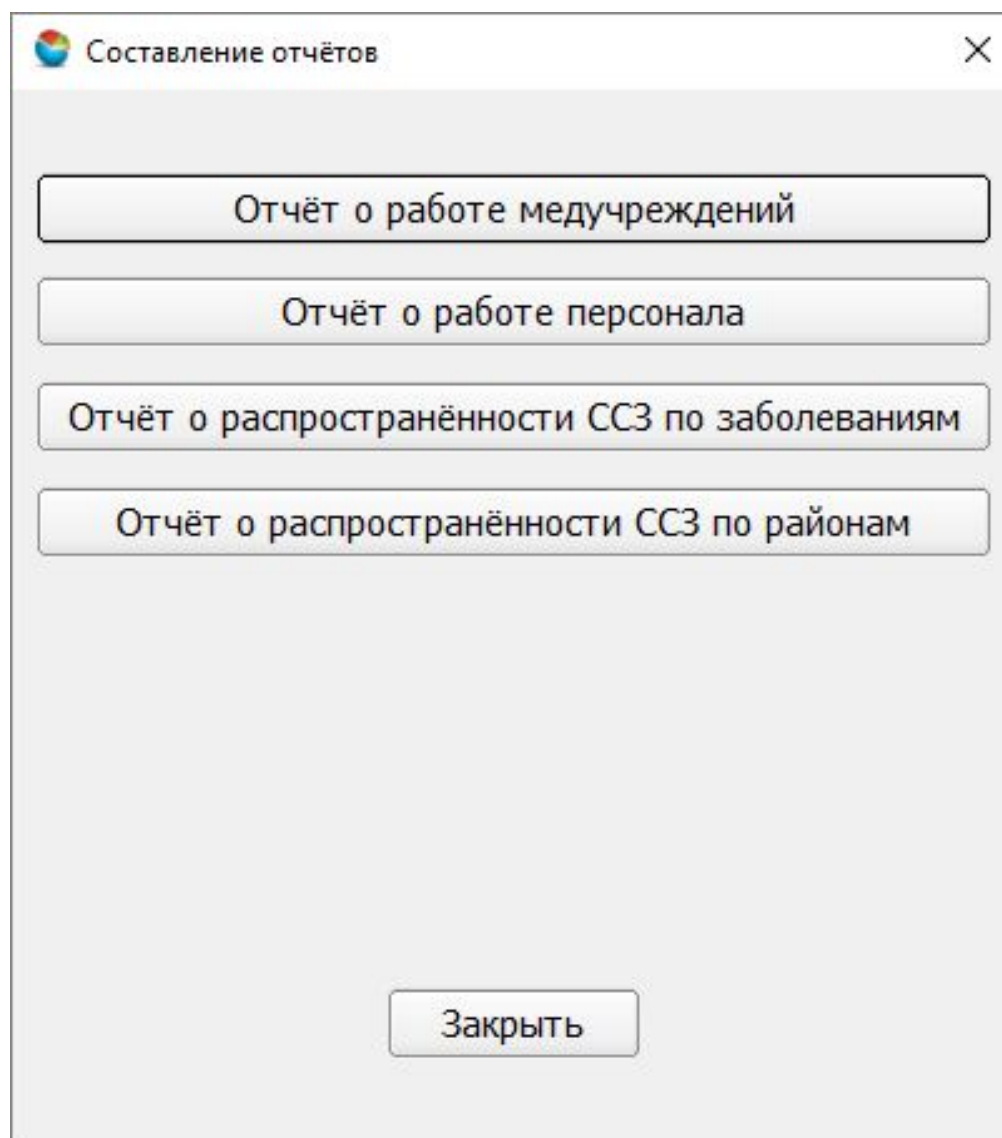 Составление отчётов
Отчёт о работе медучреждений
Отчёт о работе персонала
Отчёт о распространённости ССЗ по заболеваниям
Отчёт о распространённости ССЗ по районам
Закрыть